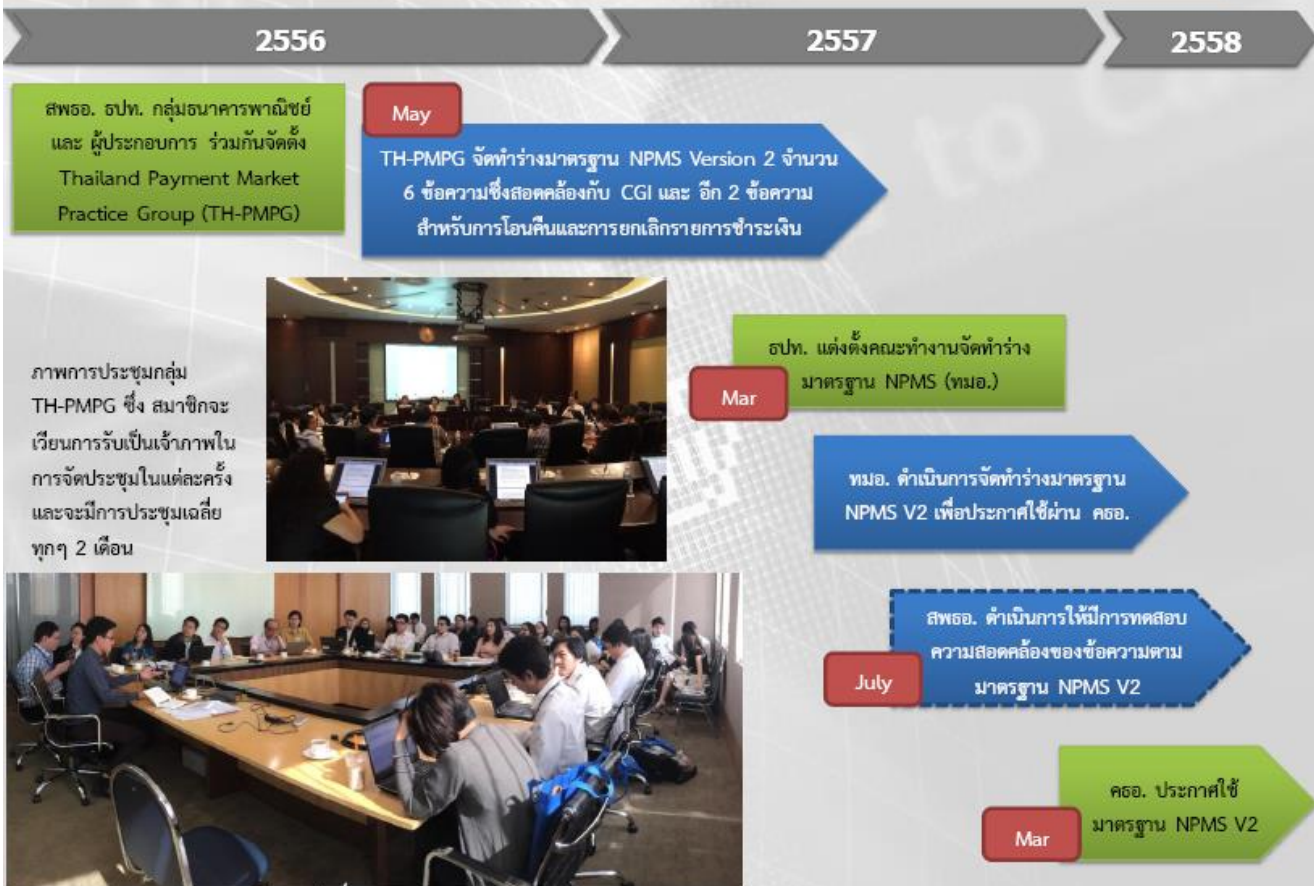 2556
2557
2558
สพธอ. ธปท. กลุ่มธนาคารพาณิชย์
และ ผู้ประกอบการ ร่วมกันจัดตั้ง
Thailand Payment Market
Practice Group (TH-PMPG)
May
TH-PMPG จัดทำร่างมาตรฐาน NPMS Version 2 จำนวน
6 ข้อความซึ่งสอดคล้องกับ CGI และ อีก 2 ข้อความ
สำหรับการโอนคืนและการยกเลิกรายการชำระเงิน
ภาพการประชุมกลุ่ม
TH-PMPG ซึ่ง สมาชิกจะ
เวียนการรับเป็นเจ้าภาพใน
การจัดประชุมในแต่ละครั้ง
และจะมีการประชุมเฉลี่ย
ทุกๆ 2 เดือน
ธปท. แต่งตั้งคณะทำงานจัดทำร่าง
มาตรฐาน NPMS (ทมอ.)
Mar
ทมอ. ดำเนินการจัดทำร่างมาตรฐาน
NPMS V2 เพื่อประกาศใช้ผ่าน คธอ.
สพธอ. ดำเนินการให้มีการทดสอบ
ความสอดคล้องของข้อความตาม
มาตรฐาน NPMS V2
July
คธอ. ประกาศใช้
มาตรฐาน NPMS V2
Mar